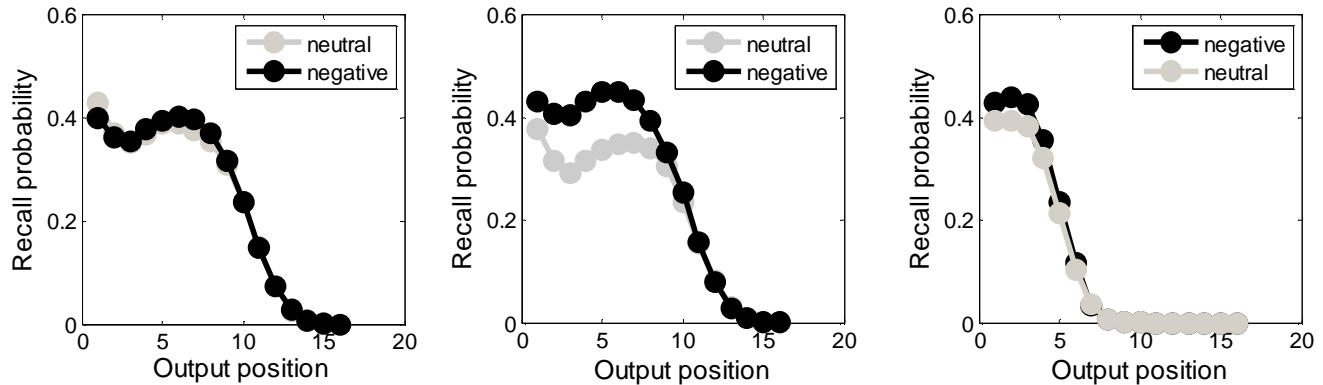 0.6
0.4
0.2
0
Recall probability
0 5 10 15 20
Output position
neutral
negative
0.6
0.4
0.2
0
Recall probability
0 5 10 15 20
Output position
neutral
negative
0.6
0.4
0.2
0
Recall probability
0 5 10 15 20
Output position
negative
neutral